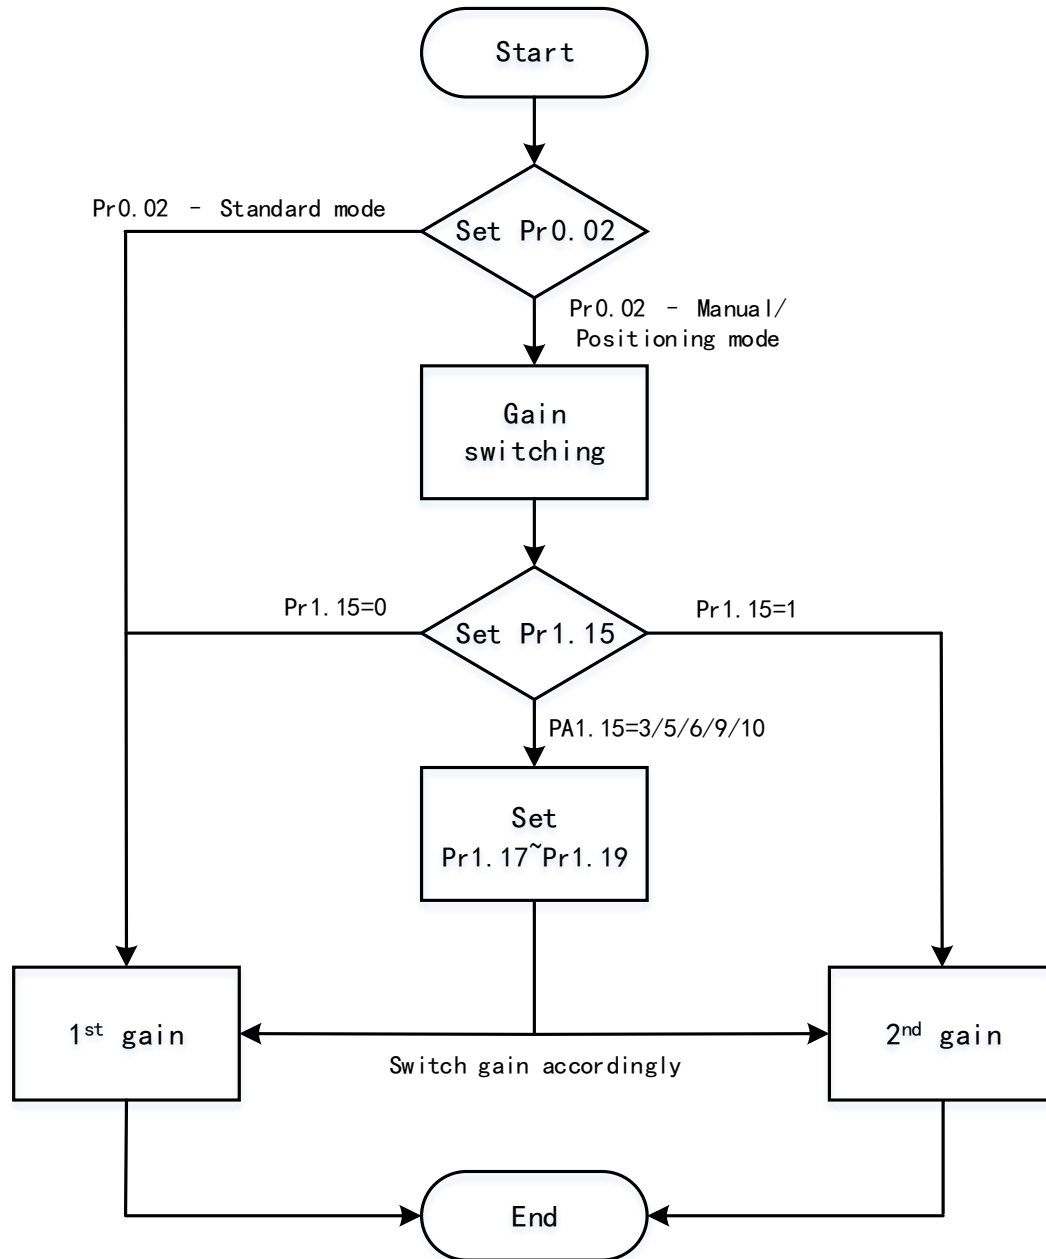 Start
Pr0.02 - Standard mode
Set Pr0.02
Pr0.02 - Manual/
Positioning mode
Gain
switching
Pr1.15=0
Set Pr1.15
Pr1.15=1
PA1.15=3/5/6/9/10
Set
Pr1.17~Pr1.19
1st gain
2nd gain
Switch gain accordingly
End